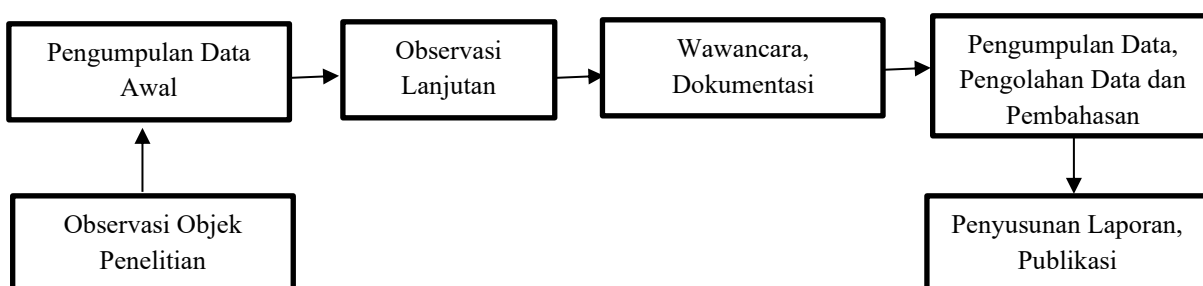 Pengumpulan Data
Awal
Observasi
Lanjutan
Wawancara,
Dokumentasi
Pengumpulan Data,
Pengolahan Data dan
Pembahasan
Observasi Objek
Penelitian
Penyusunan Laporan,
Publikasi